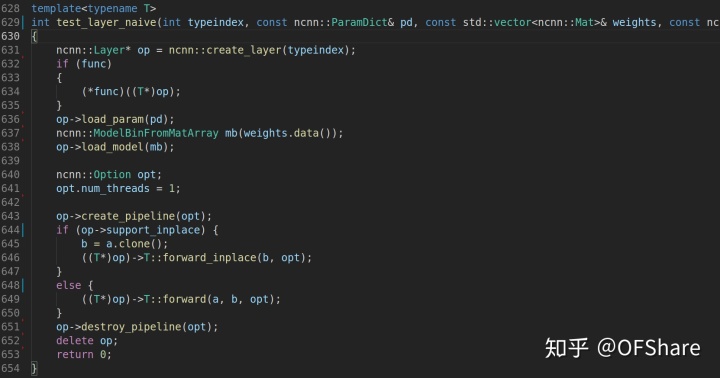 628 template<typename T>
629 int test_layer_naive(int typeindex, const ncnn::ParamDict& pd, const std::vector<ncnn::Mat>& weights, const nc
630 {
631     ncnn::Layer* op = ncnn::create_layer(typeindex);
632     if (func)
633     {
634         (*func)((T*)op);
635     }
636     op->load_param(pd);
637     ncnn::ModelBinFromMatArray mb(weights.data());
638     op->load_model(mb);
639
640     ncnn::Option opt;
641     opt.num_threads = 1;
642
643     op->create_pipeline(opt);
644     if (op->support_inplace) {
645         b = a.clone();
646         ((T*)op)->T::forward_inplace(b, opt);
647     }
648     else {
649         ((T*)op)->T::forward(a, b, opt);
650     }
651     op->destroy_pipeline(opt);
652     delete op;
653     return 0;
654 }
知乎 @OFShare